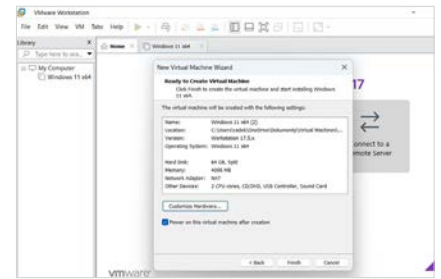 VMware Workstation
File Edit View VM Tabs Help
Library
Type here to sea...
Home
Windows 11 x64
My Computer
Windows 11 x64
New Virtual Machine Wizard
Ready to Create Virtual Machine
Click Finish to create the virtual machine and start installing Windows
11 x64.
The virtual machine will be created with the following settings:
Name: Windows 11 x64 (2)
Version: Workstation 17.5.x
Operating System: Windows 11 x64
Hard Disk: 64 GB, Split
Memory: 4096 MB
Network Adapter: NAT
Other Devices: 2 CPU cores, CD/DVD, USB Controller, Sound Card
Customize Hardware...
Power on this virtual machine after creation
< Back Finish Cancel
17
onnect to a
emote Server
vmware